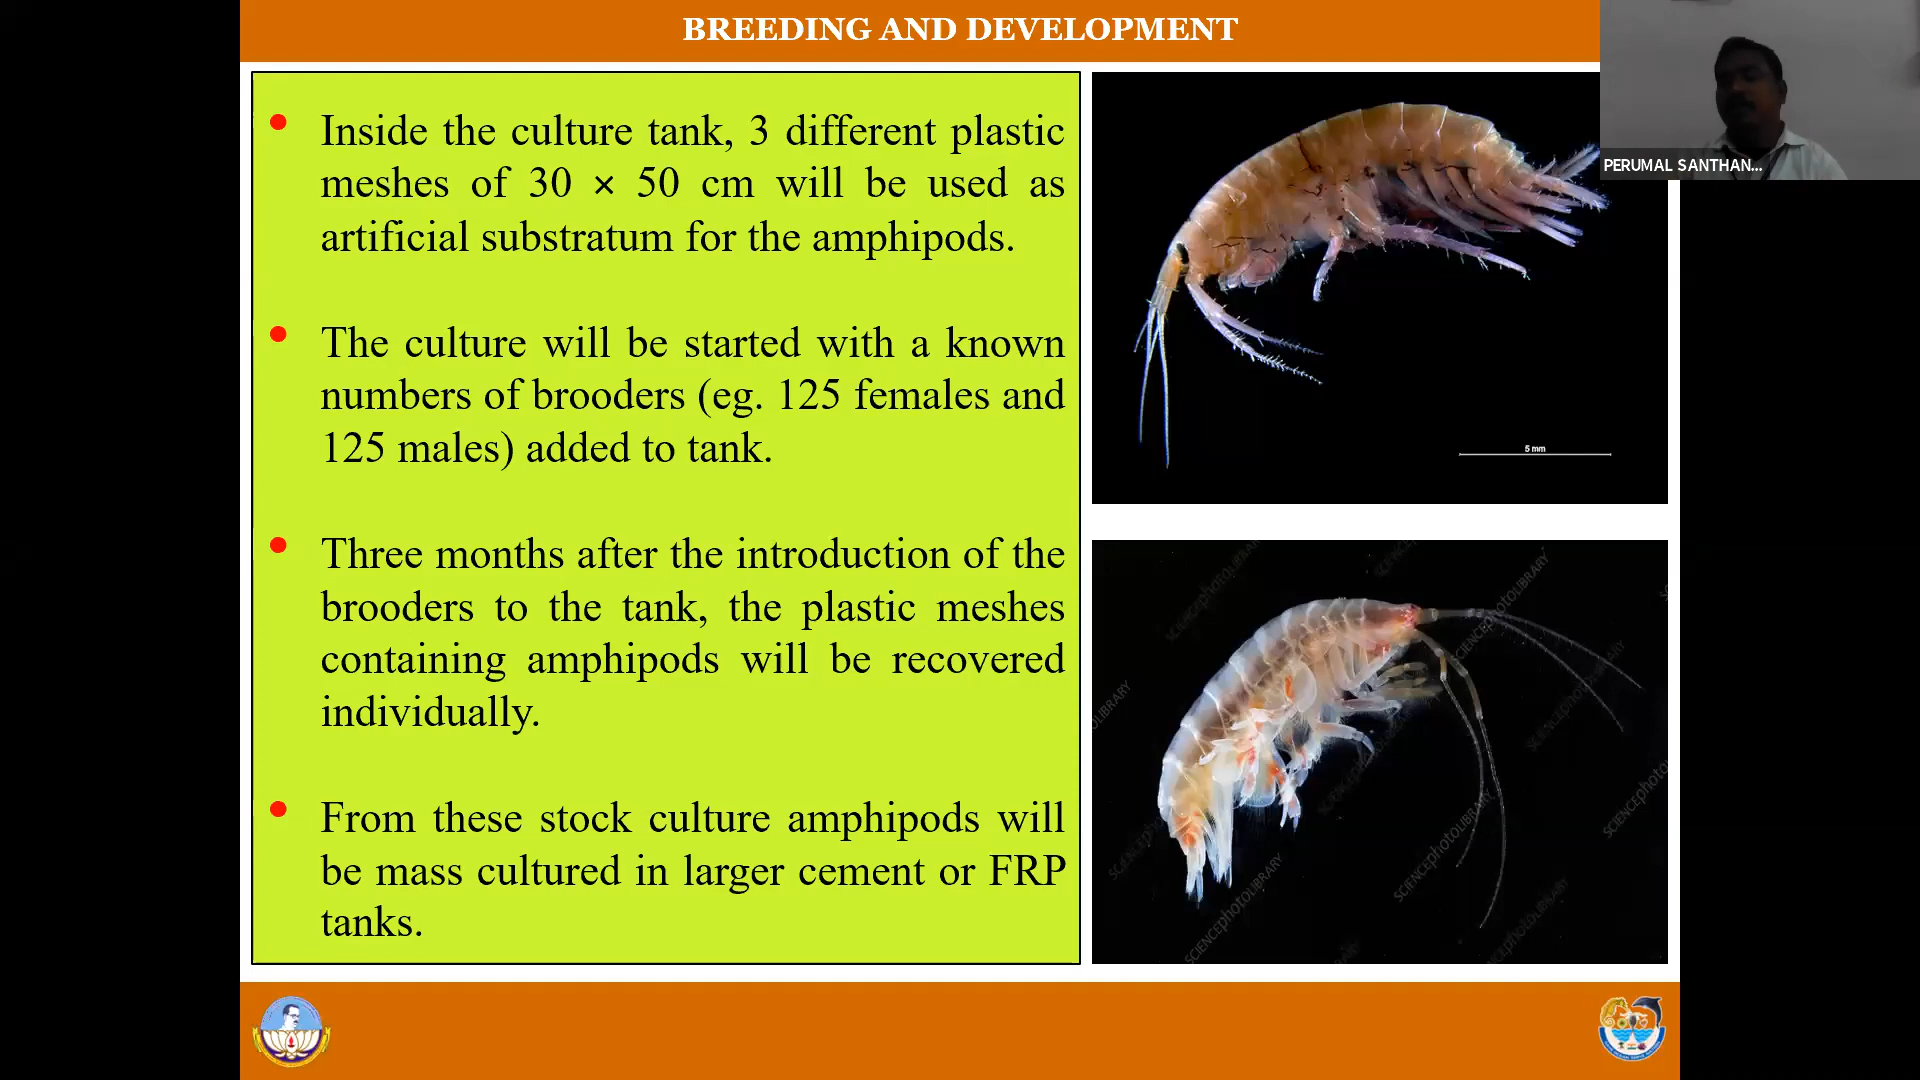 BREEDING AND DEVELOPMENT
PERUMAL SANTHAN...
Inside the culture tank, 3 different plastic
meshes of 30 × 50 cm will be used as
artificial substratum for the amphipods.
The culture will be started with a known
numbers of brooders (eg. 125 females and
125 males) added to tank.
Three months after the introduction of the
brooders to the tank, the plastic meshes
containing amphipods will be recovered
individually.
From these stock culture amphipods will
be mass cultured in larger cement or FRP
tanks.
5 mm
SCIENCEphotoLIBRARY
SCIENCEphotoLIBRARY
SCIENCEphotoLIBRARY
SCIENCEphotoLIBRARY